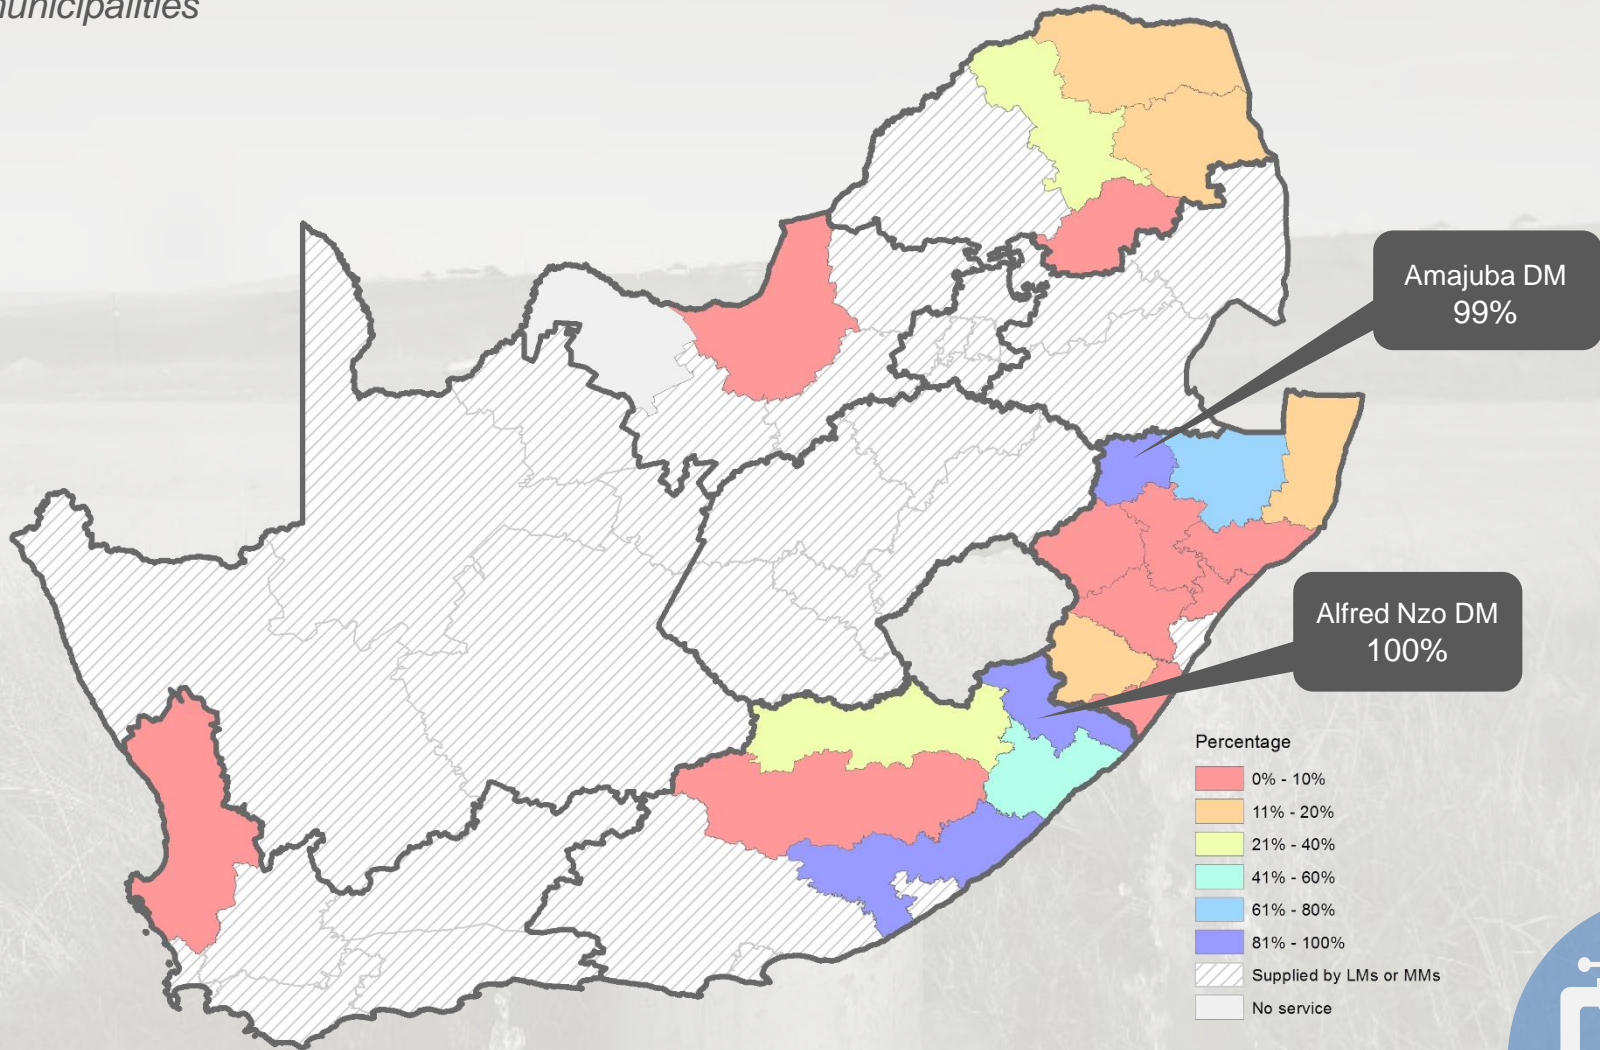 municipalities
Amajuba DM
99%
Alfred Nzo DM
100%
Percentage
0% - 10%
11% - 20%
21% - 40%
41% - 60%
61% - 80%
81% - 100%
Supplied by LMs or MMs
No service